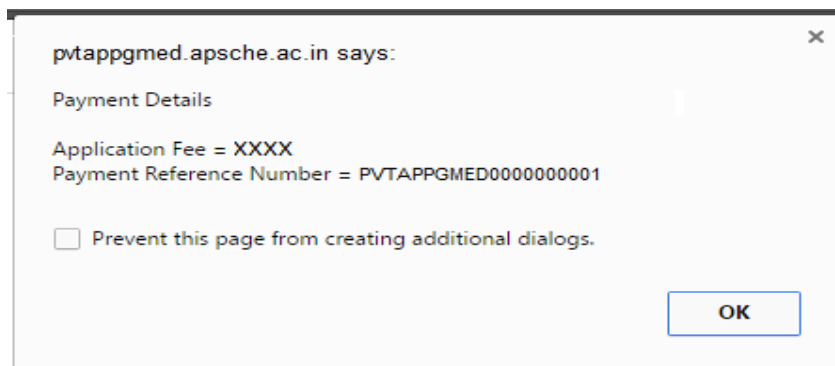 pvtappgmed.apsche.ac.in says:
Payment Details
Application Fee = XXXX
Payment Reference Number = PVTAPPGMED0000000001
Prevent this page from creating additional dialogs.
OK